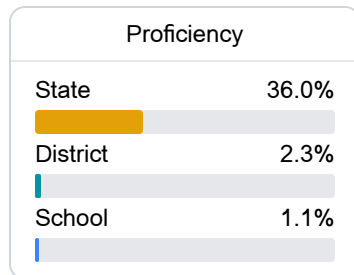 Proficiency
State 36.0%
District 2.3%
School 1.1%